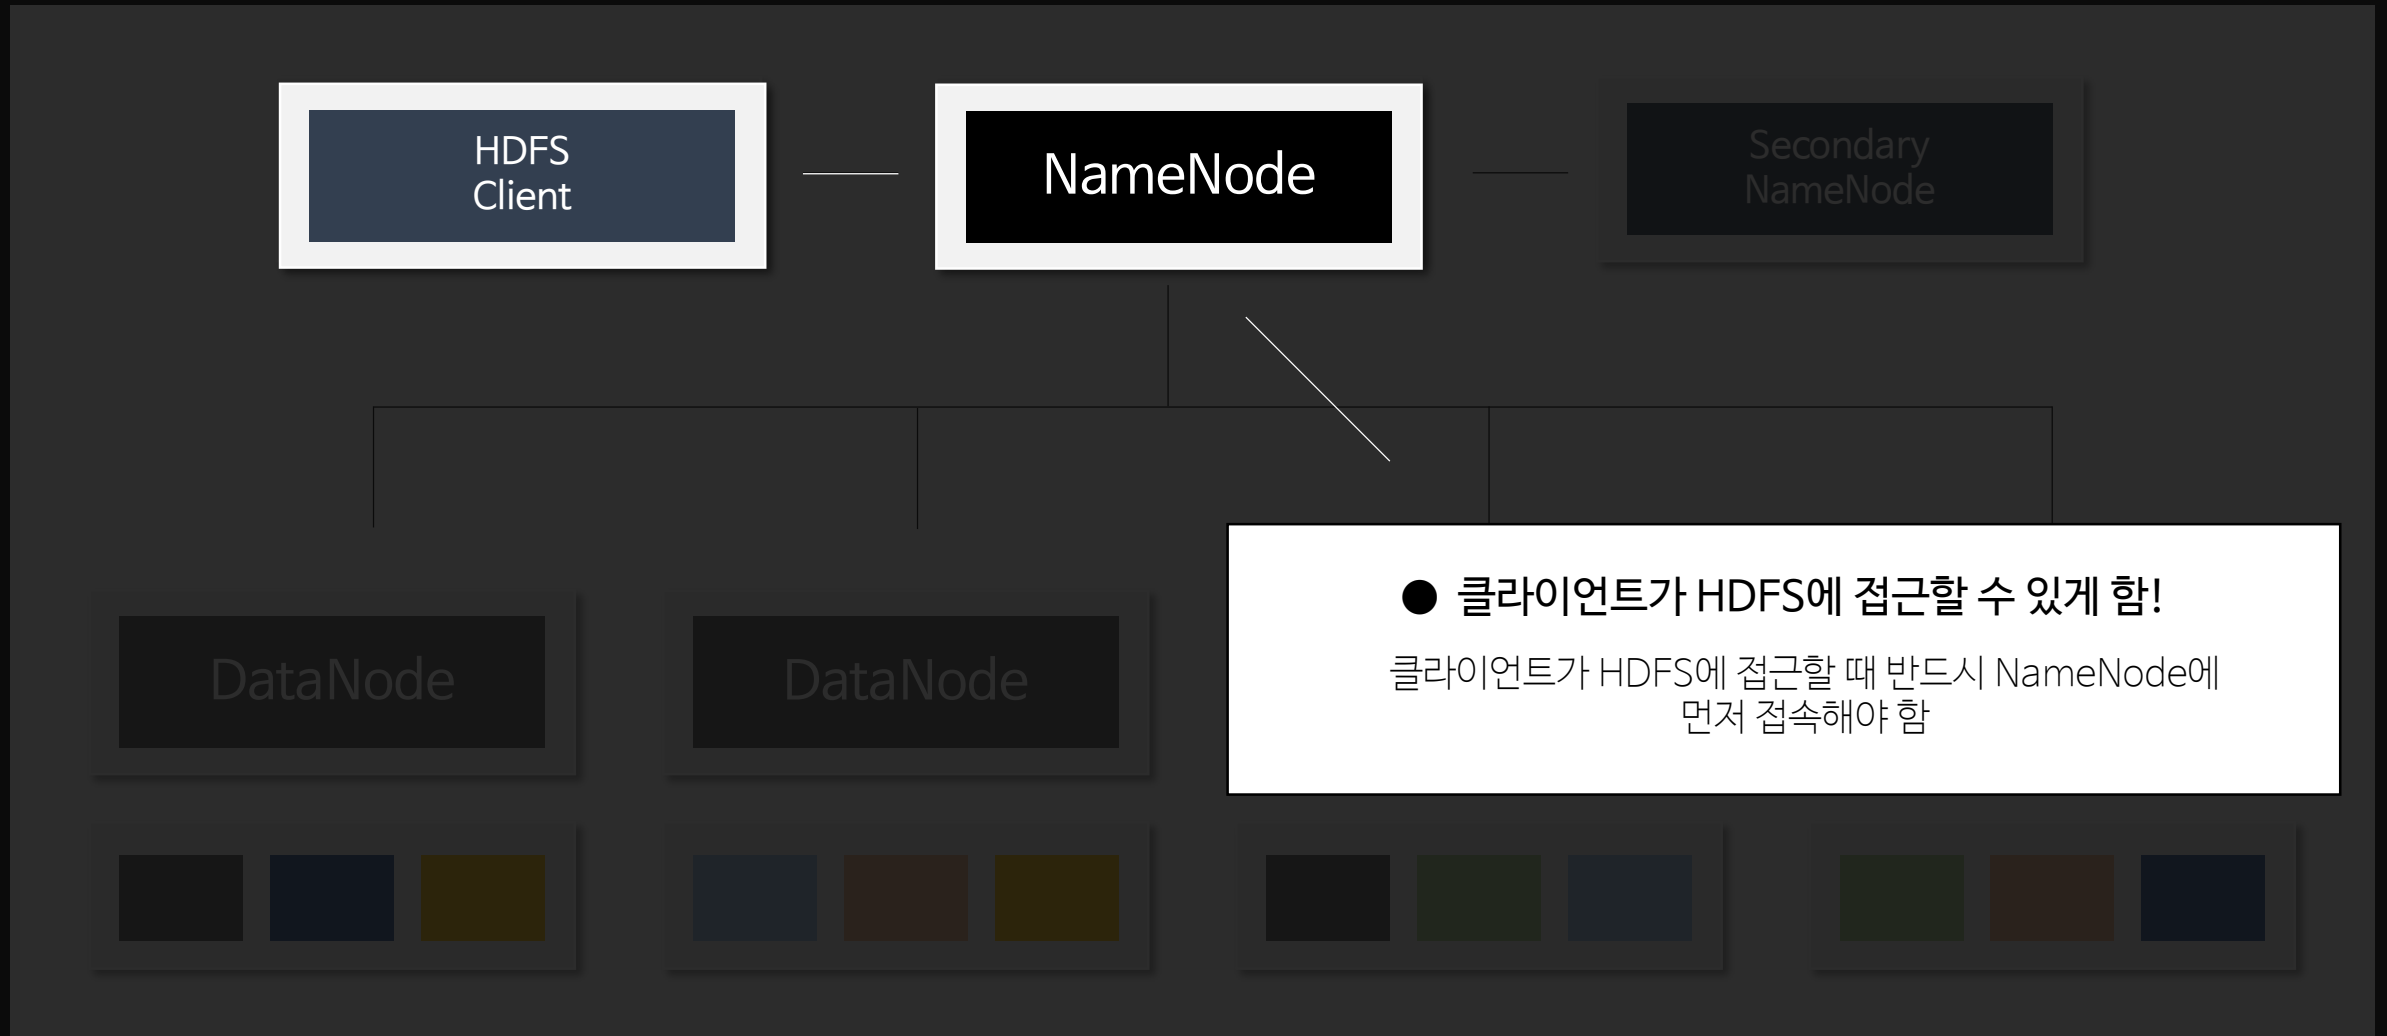 HDFS
Client
NameNode
Secondary
NameNode
● 클라이언트가 HDFS에 접근할 수 있게 함!
클라이언트가 HDFS에 접근할 때 반드시 NameNode에
먼저 접속해야 함
DataNode
DataNode